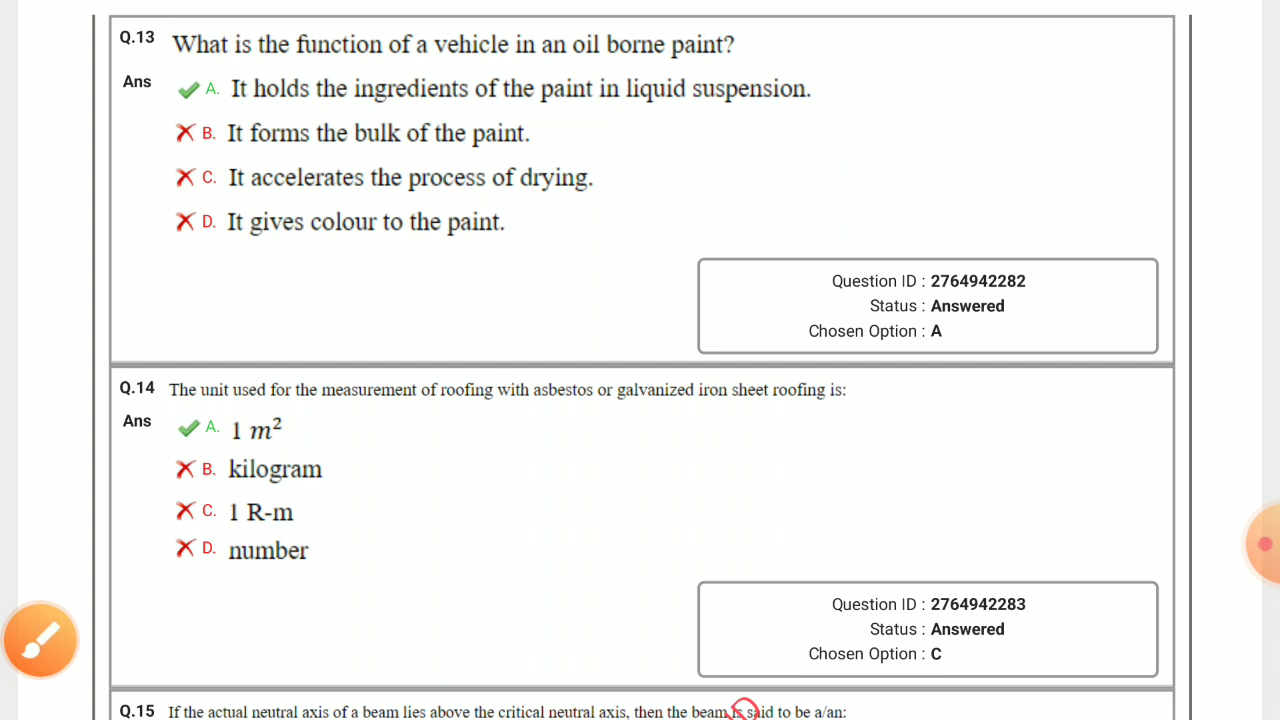 Q.13 What is the function of a vehicle in an oil borne paint?
Ans A. It holds the ingredients of the paint in liquid suspension.
B. It forms the bulk of the paint.
C. It accelerates the process of drying.
D. It gives colour to the paint.
Question ID : 2764942282
Status : Answered
Chosen Option : A
Q.14 The unit used for the measurement of roofing with asbestos or galvanized iron sheet roofing is:
Ans A. 1 m²
B. kilogram
C. 1 R-m
D. number
Question ID : 2764942283
Status : Answered
Chosen Option : C
Q.15 If the actual neutral axis of a beam lies above the critical neutral axis, then the beam is said to be a/an: